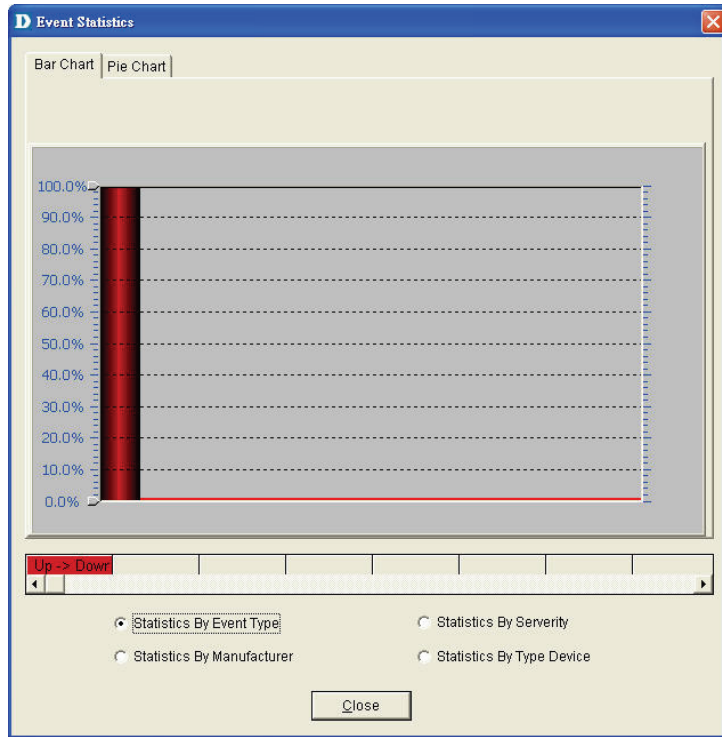 D Event Statistics
Bar Chart Pie Chart
100.0%
90.0%
80.0%
70.0%
60.0%
50.0%
40.0%
30.0%
20.0%
10.0%
0.0%
Up -> Down
Statistics By Event Type Statistics By Serverity
Statistics By Manufacturer Statistics By Type Device
Close